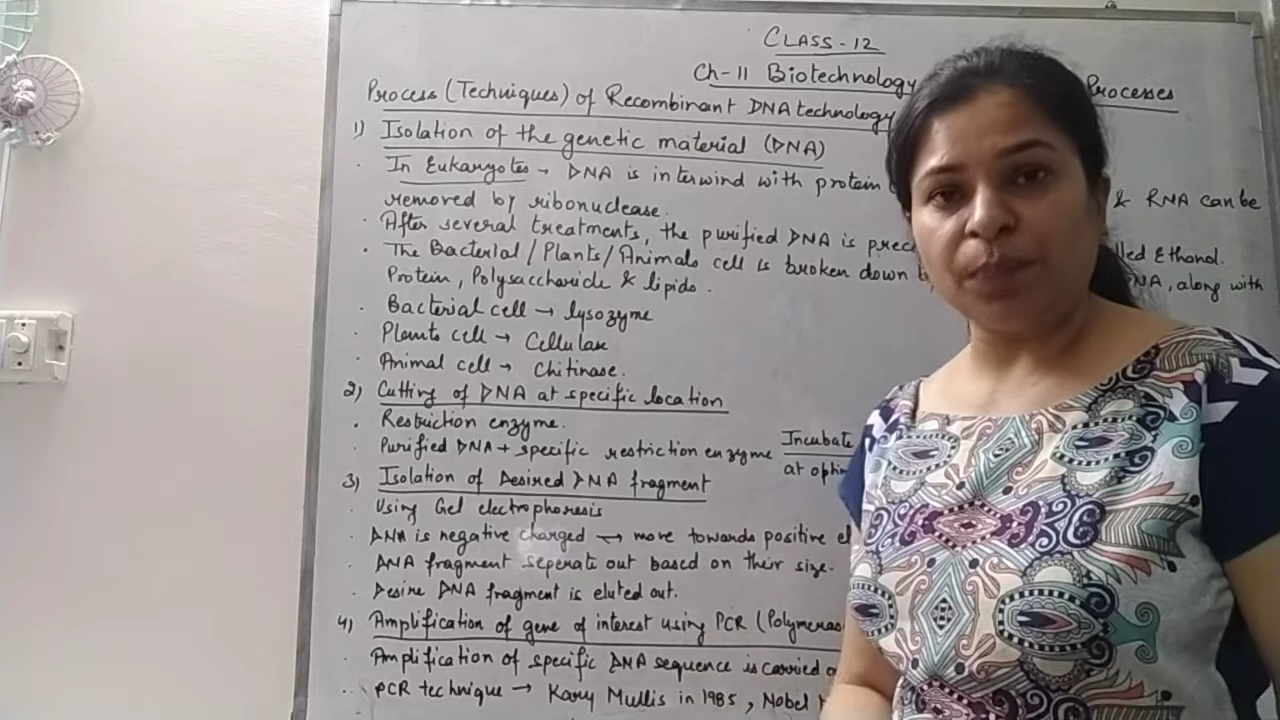 CLASS-12
Ch-11 Biotechnology Processes
Process (Techniques) of Recombinant DNA technology
1) Isolation of the genetic material (DNA)
· In Eukaryotes → DNA is interwind with protein & RNA can be
removed by ribonuclease.
· After several treatments, the purified DNA is prec lled Ethanol.
· The Bacterial / Plants / Animals cell is broken down b NA, along with
Protein, Polysaccharide & lipids.
· Bacterial cell → lysozyme
· Plants cell → Cellulase
· Animal cell → Chitinase.
2) Cutting of DNA at specific location
· Restriction enzyme.
· Purified DNA + specific restriction enzyme Incubate
at optim
3) Isolation of Desired DNA fragment
· Using Gel electrophoresis
· DNA is negative charged → move towards positive el
· DNA fragment seperate out based on their size.
· Desire DNA fragment is eluted out.
4) Amplification of gene of interest using PCR (Polymeras
· Amplification of specific DNA sequence is carried o
· PCR technique → Kary Mullis in 1985, Nobel